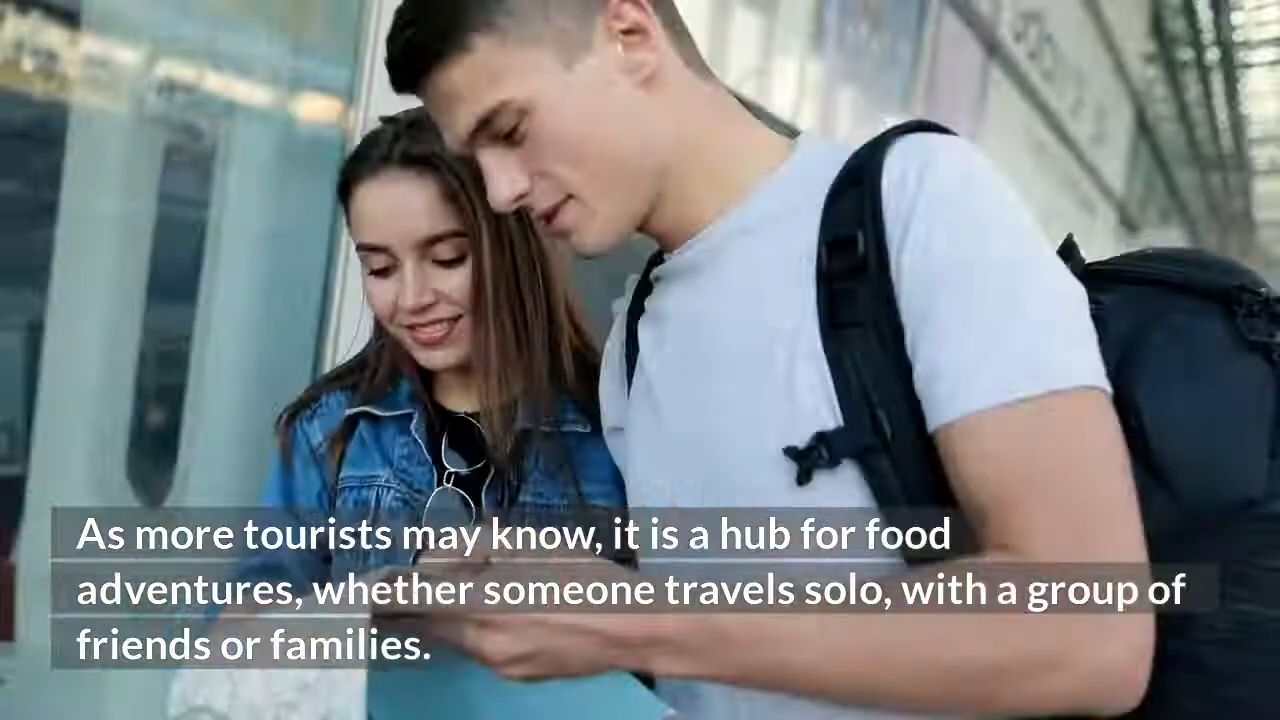 As more tourists may know, it is a hub for food
adventures, whether someone travels solo, with a group of
friends or families.